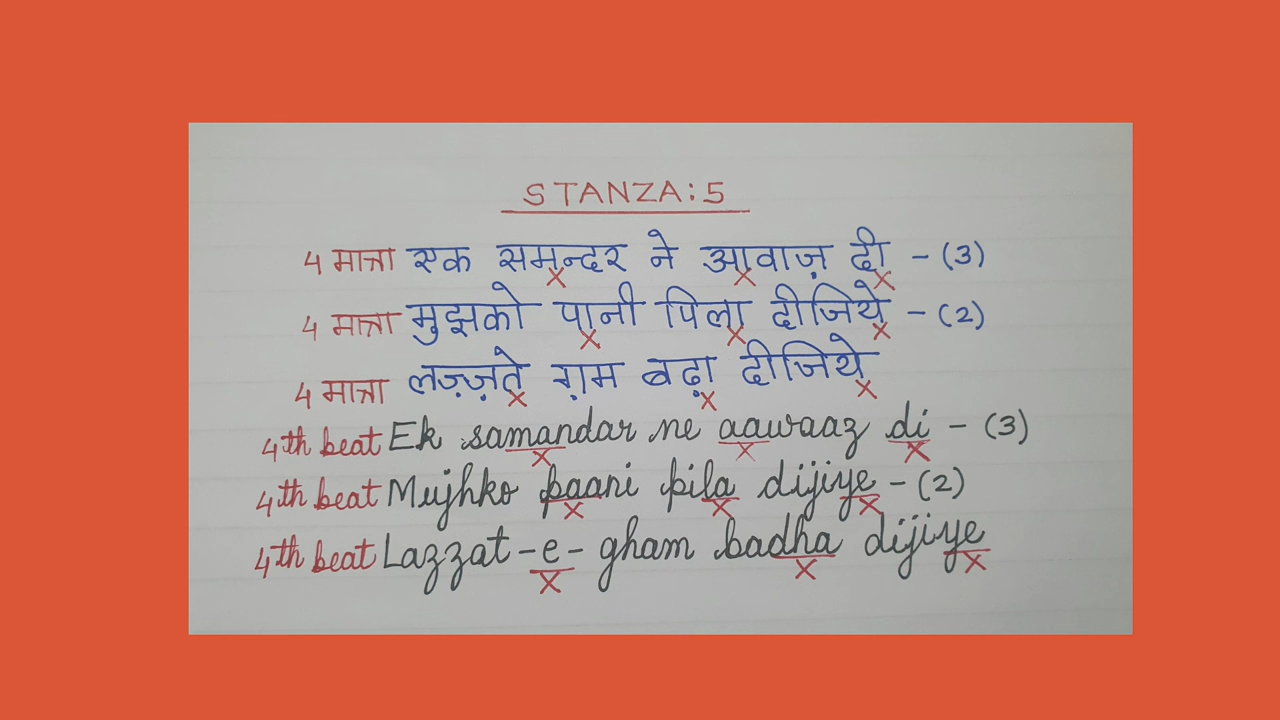 STANZA:5
4 मात्रा एक समन्दर ने आवाज़ दी - (3)
4 मात्रा मुझको पानी पिला दीजिये - (2)
4 मात्रा लज़्ज़ते ग़म बढ़ा दीजिये
4th beat Ek samandar ne aawaaz di - (3)
4th beat Mujhko paani pila dijiye - (2)
4th beat Lazzat-e-gham badha dijiye